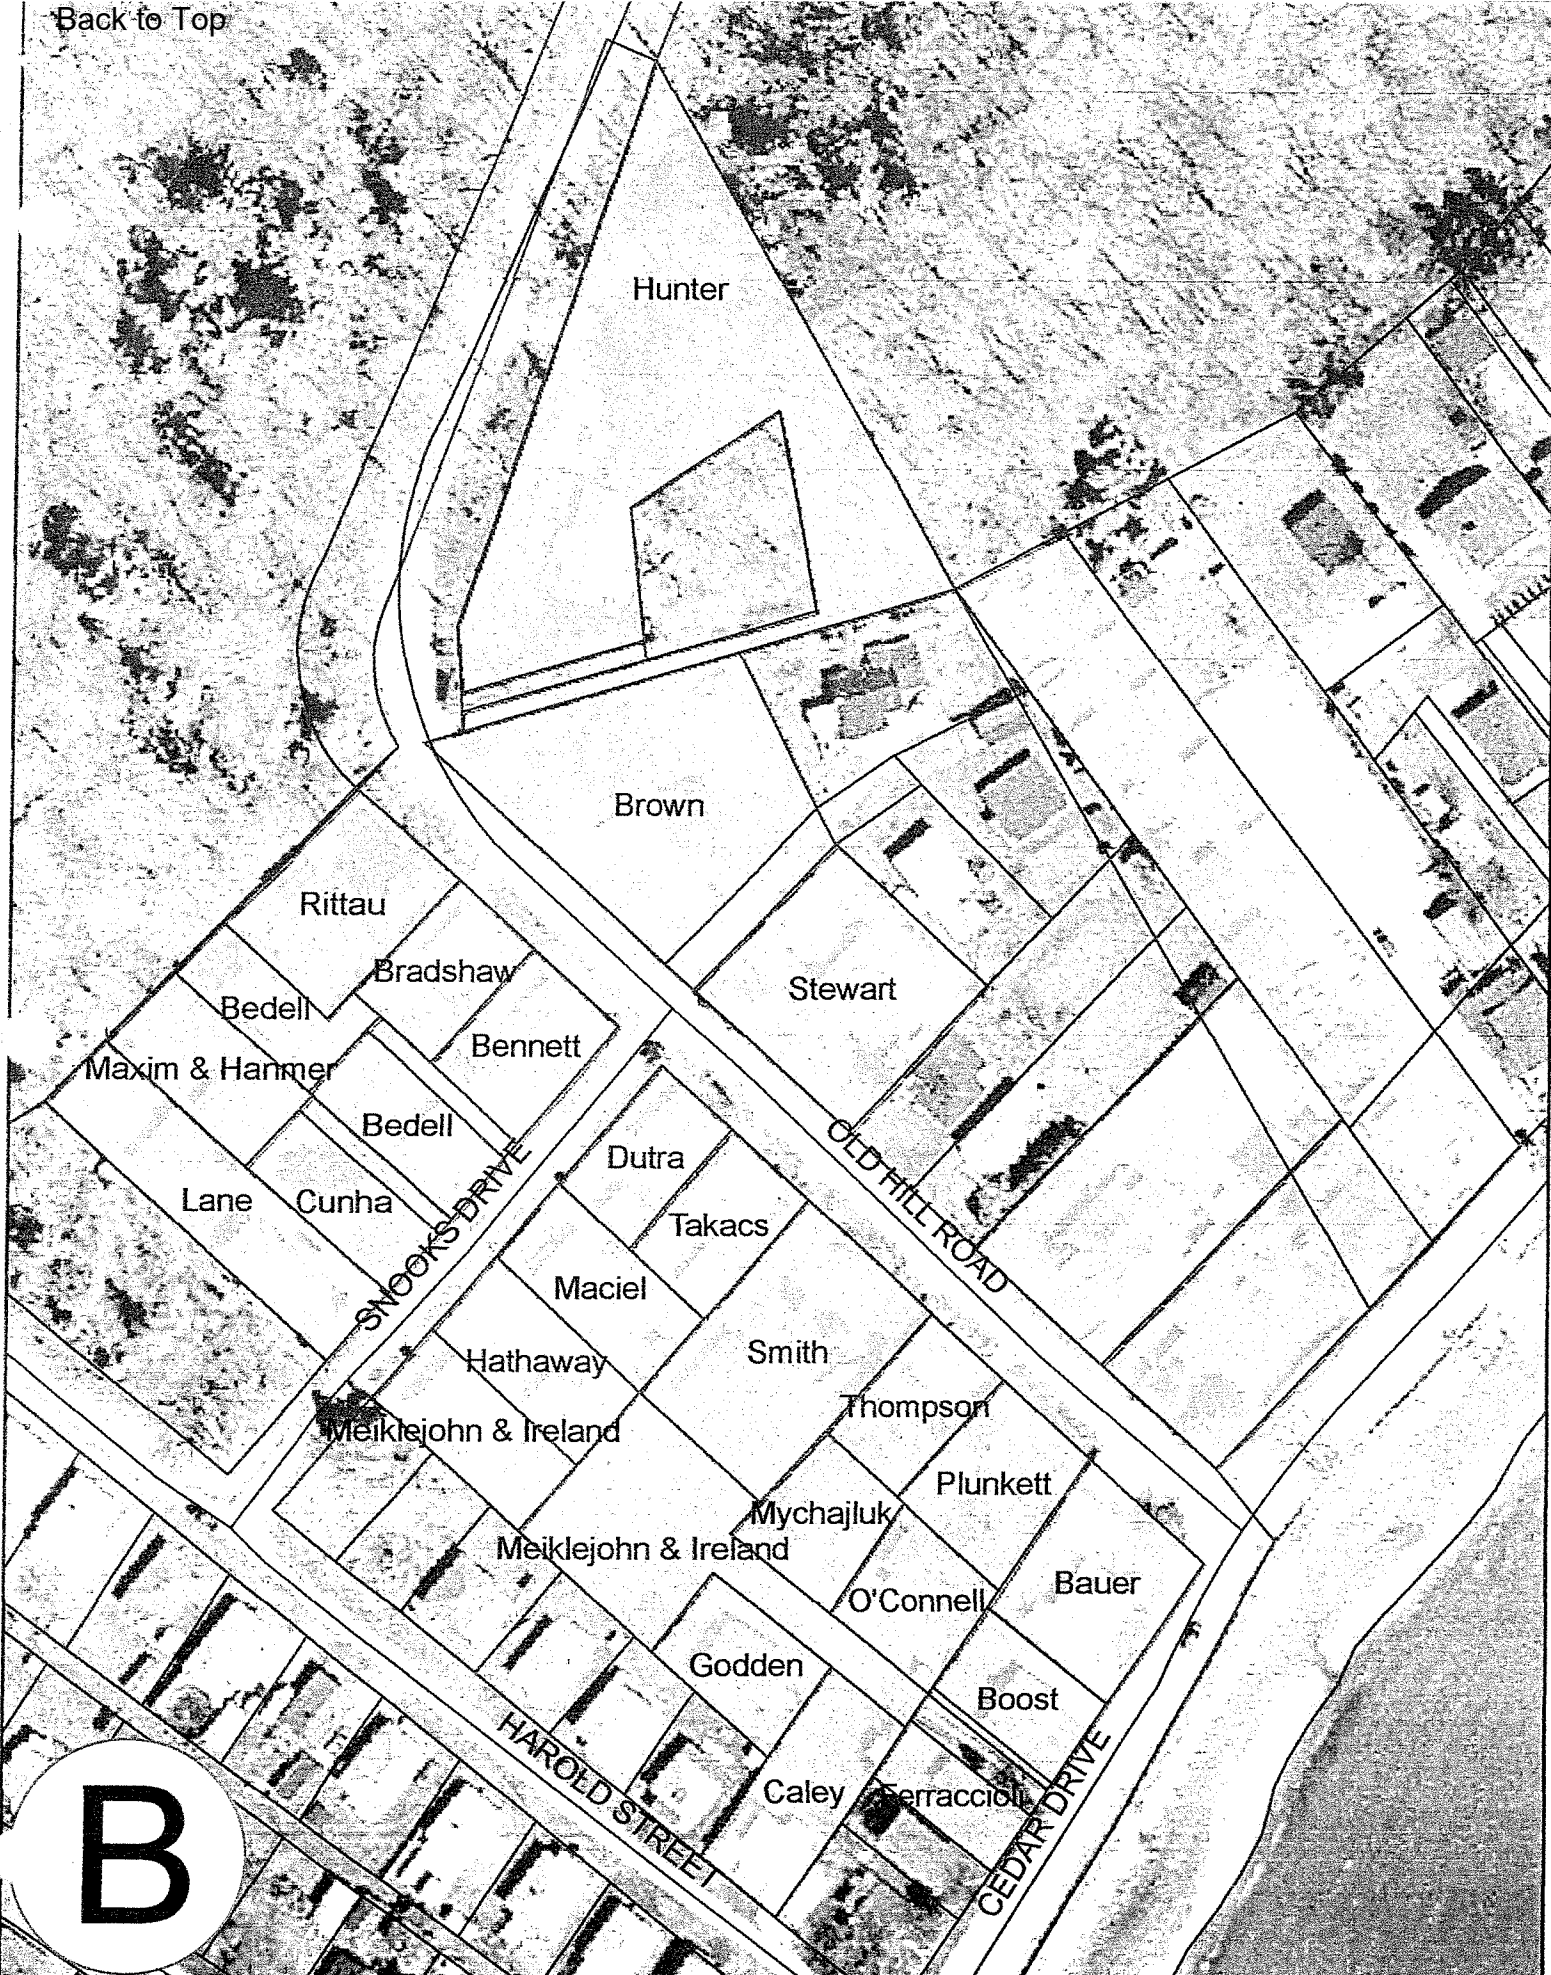 Back to Top
Hunter
Brown
Rittau
Bradshaw
Stewart
Bedell
Bennett
Maxim & Hanmer
Bedell
Dutra
OLD HILL ROAD
Lane
Cunha
SNOOKS DRIVE
Takacs
Maciel
Smith
Hathaway
Thompson
Meiklejohn & Ireland
Plunkett
Mychajluk
Meiklejohn & Ireland
Bauer
O'Connell
Godden
Boost
HAROLD STREET
Caley
Ferraccioli
CEDAR DRIVE
B